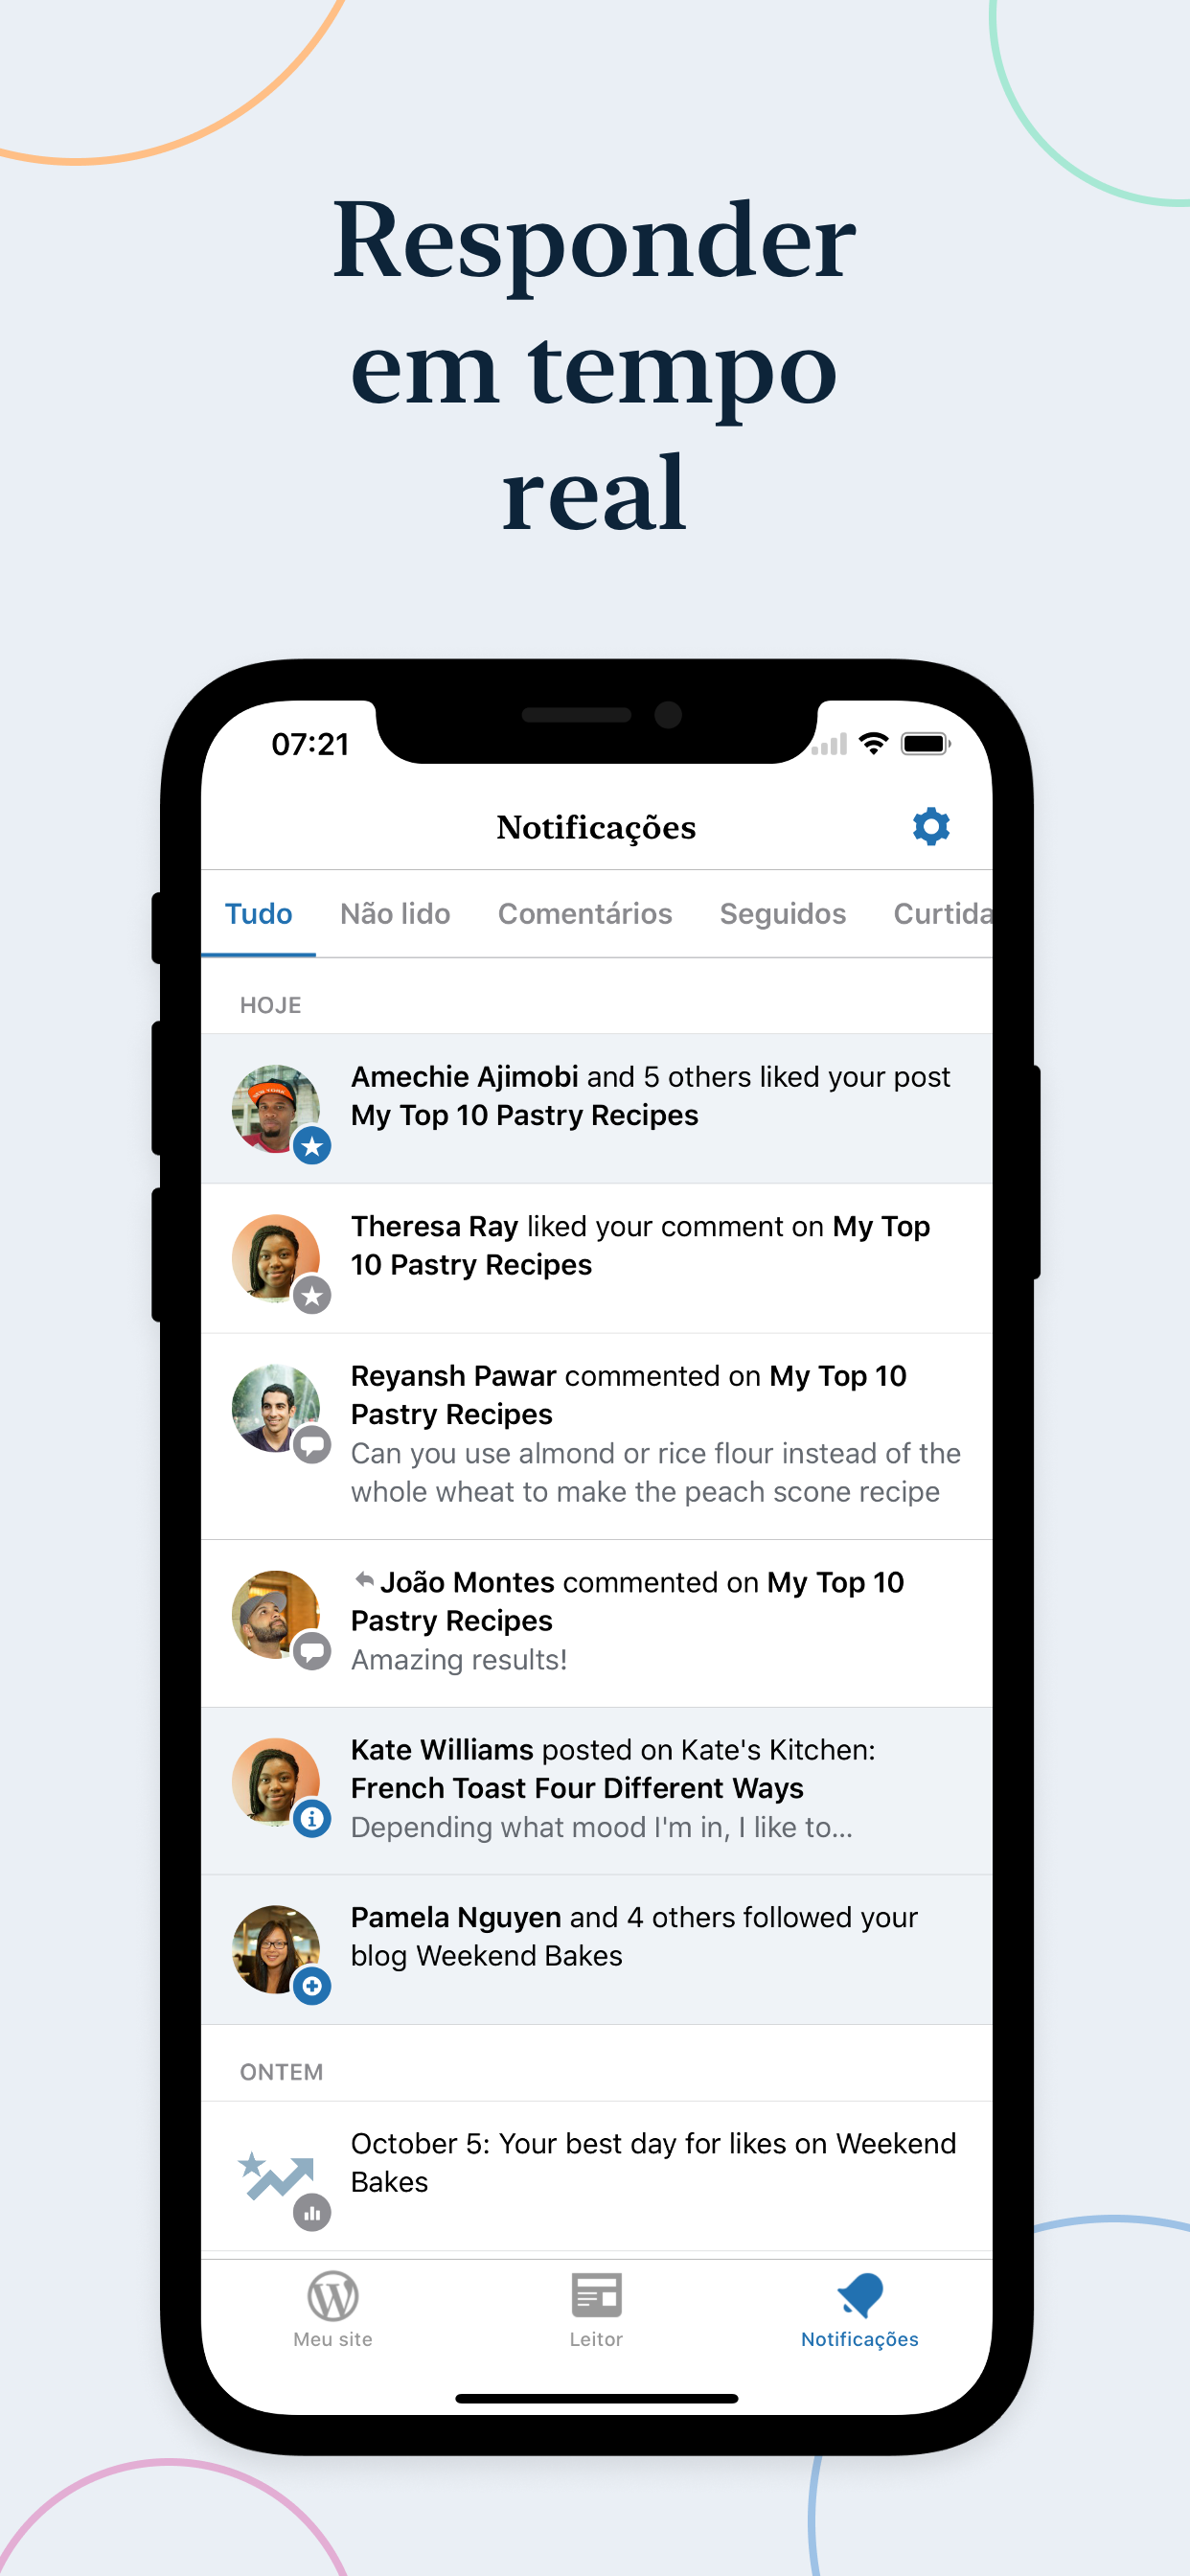 Responder
em tempo
real
07:21
Notificações
Tudo Não lido Comentários Seguidos Curtida
HOJE
Amechie Ajimobi and 5 others liked your post
My Top 10 Pastry Recipes
Theresa Ray liked your comment on My Top
10 Pastry Recipes
Reyansh Pawar commented on My Top 10
Pastry Recipes
Can you use almond or rice flour instead of the
whole wheat to make the peach scone recipe
João Montes commented on My Top 10
Pastry Recipes
Amazing results!
Kate Williams posted on Kate's Kitchen:
French Toast Four Different Ways
Depending what mood I'm in, I like to...
Pamela Nguyen and 4 others followed your
blog Weekend Bakes
ONTEM
October 5: Your best day for likes on Weekend
Bakes
Meu site Leitor Notificações